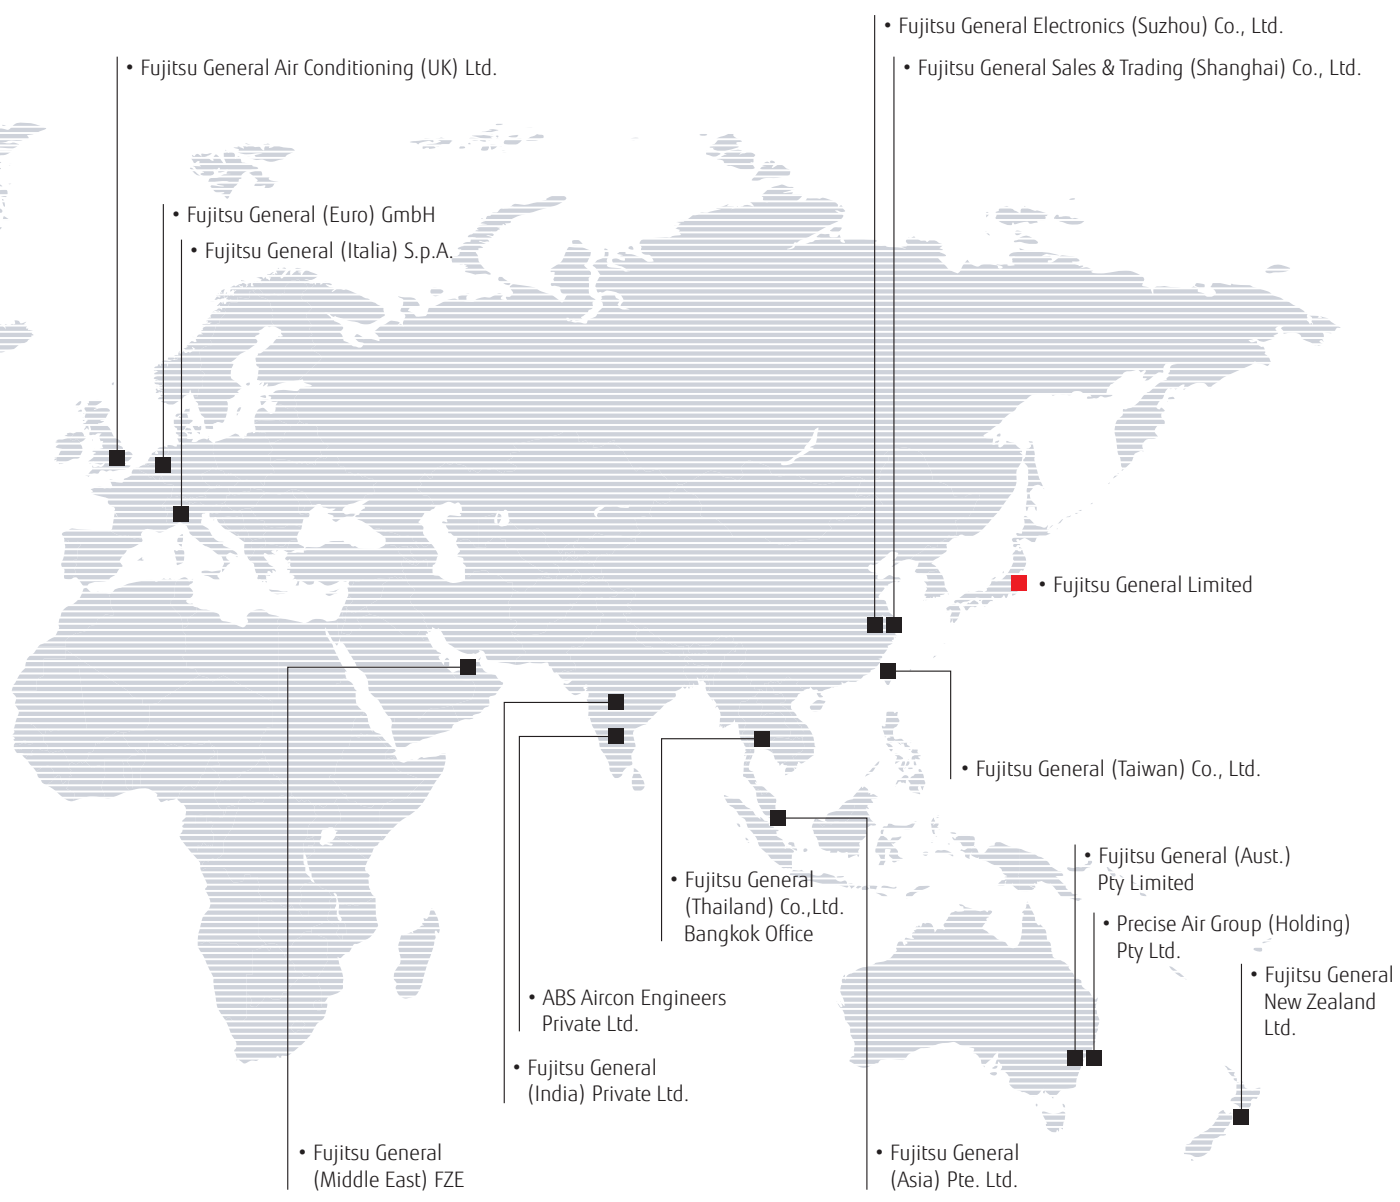 • Fujitsu General Electronics (Suzhou) Co., Ltd.
• Fujitsu General Air Conditioning (UK) Ltd.
• Fujitsu General Sales & Trading (Shanghai) Co., Ltd.
• Fujitsu General (Euro) GmbH
• Fujitsu General (Italia) S.p.A.
• Fujitsu General Limited
• Fujitsu General (Taiwan) Co., Ltd.
• Fujitsu General (Aust.)
Pty Limited
• Fujitsu General
(Thailand) Co.,Ltd.
Bangkok Office
• Precise Air Group (Holding)
Pty Ltd.
• Fujitsu General
New Zealand
Ltd.
• ABS Aircon Engineers
Private Ltd.
• Fujitsu General
(India) Private Ltd.
• Fujitsu General
(Middle East) FZE
• Fujitsu General
(Asia) Pte. Ltd.